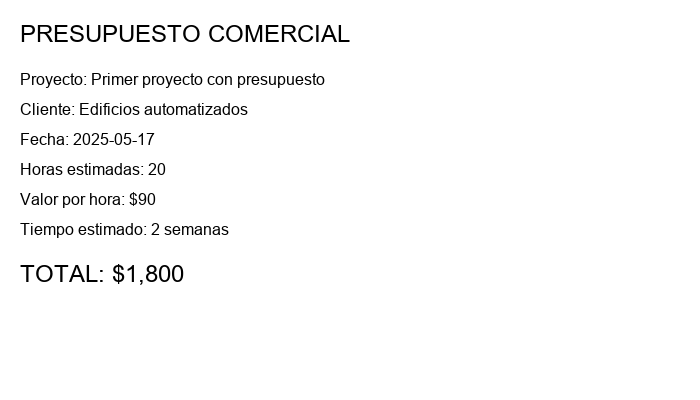 PRESUPUESTO COMERCIAL
Proyecto: Primer proyecto con presupuesto
Cliente: Edificios automatizados
Fecha: 2025-05-17
Horas estimadas: 20
Valor por hora: $90
Tiempo estimado: 2 semanas
TOTAL: $1,800